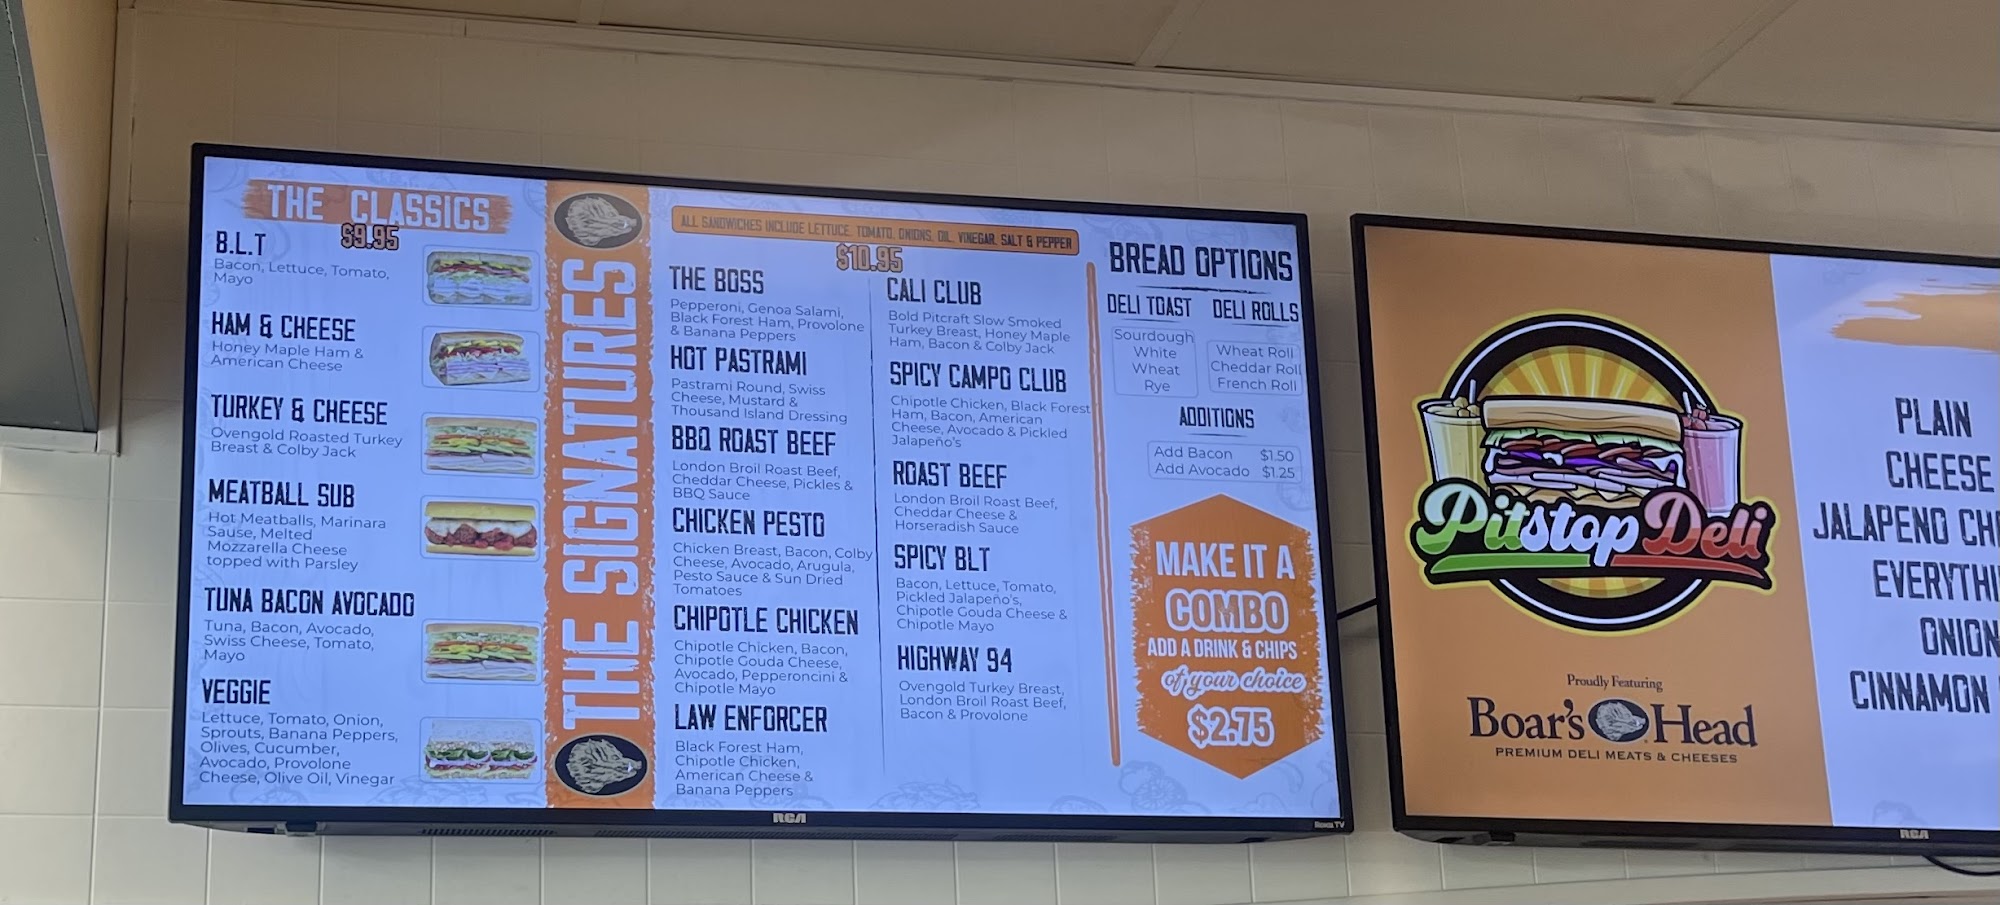 THE CLASSICS
$9.95
B.L.T
Bacon, Lettuce, Tomato,
Mayo
HAM & CHEESE
Honey Maple Ham &
American Cheese
TURKEY & CHEESE
Ovengold Roasted Turkey
Breast & Colby Jack
MEATBALL SUB
Hot Meatballs, Marinara
Sause, Melted
Mozzarella Cheese
topped with Parsley
TUNA BACON AVOCADO
Tuna, Bacon, Avocado,
Swiss Cheese, Tomato,
Mayo
VEGGIE
Lettuce, Tomato, Onion,
Sprouts, Banana Peppers,
Olives, Cucumber,
Avocado, Provolone
Cheese, Olive Oil, Vinegar
THE SIGNATURES
ALL SANDWICHES INCLUDE LETTUCE, TOMATO, ONIONS, OIL, VINEGAR, SALT & PEPPER
$10.95
THE BOSS
Pepperoni, Genoa Salami,
Black Forest Ham, Provolone
& Banana Peppers
HOT PASTRAMI
Pastrami Round, Swiss
Cheese, Mustard &
Thousand Island Dressing
BBQ ROAST BEEF
London Broil Roast Beef,
Cheddar Cheese, Pickles &
BBQ Sauce
CHICKEN PESTO
Chicken Breast, Bacon, Colby
Cheese, Avocado, Arugula,
Pesto Sauce & Sun Dried
Tomatoes
CHIPOTLE CHICKEN
Chipotle Chicken, Bacon,
Chipotle Gouda Cheese,
Avocado, Pepperoncini &
Chipotle Mayo
LAW ENFORCER
Black Forest Ham,
Chipotle Chicken,
American Cheese &
Banana Peppers
CALI CLUB
Bold Pitcraft Slow Smoked
Turkey Breast, Honey Maple
Ham, Bacon & Colby Jack
SPICY CAMPO CLUB
Chipotle Chicken, Black Forest
Ham, Bacon, American
Cheese, Avocado & Pickled
Jalapeño's
ROAST BEEF
London Broil Roast Beef,
Cheddar Cheese &
Horseradish Sauce
SPICY BLT
Bacon, Lettuce, Tomato,
Pickled Jalapeño's,
Chipotle Gouda Cheese &
Chipotle Mayo
HIGHWAY 94
Ovengold Turkey Breast,
London Broil Roast Beef,
Bacon & Provolone
BREAD OPTIONS
DELI TOAST
Sourdough
White
Wheat
Rye
DELI ROLLS
Wheat Roll
Cheddar Roll
French Roll
ADDITIONS
Add Bacon $1.50
Add Avocado $1.25
MAKE IT A
COMBO
ADD A DRINK & CHIPS
of your choice
$2.75
RCA
Roku TV
Pitstop Deli
Proudly Featuring
Boar's Head
PREMIUM DELI MEATS & CHEESES
PLAIN
CHEESE
JALAPENO CH
EVERYTHI
ONION
CINNAMON
RCA